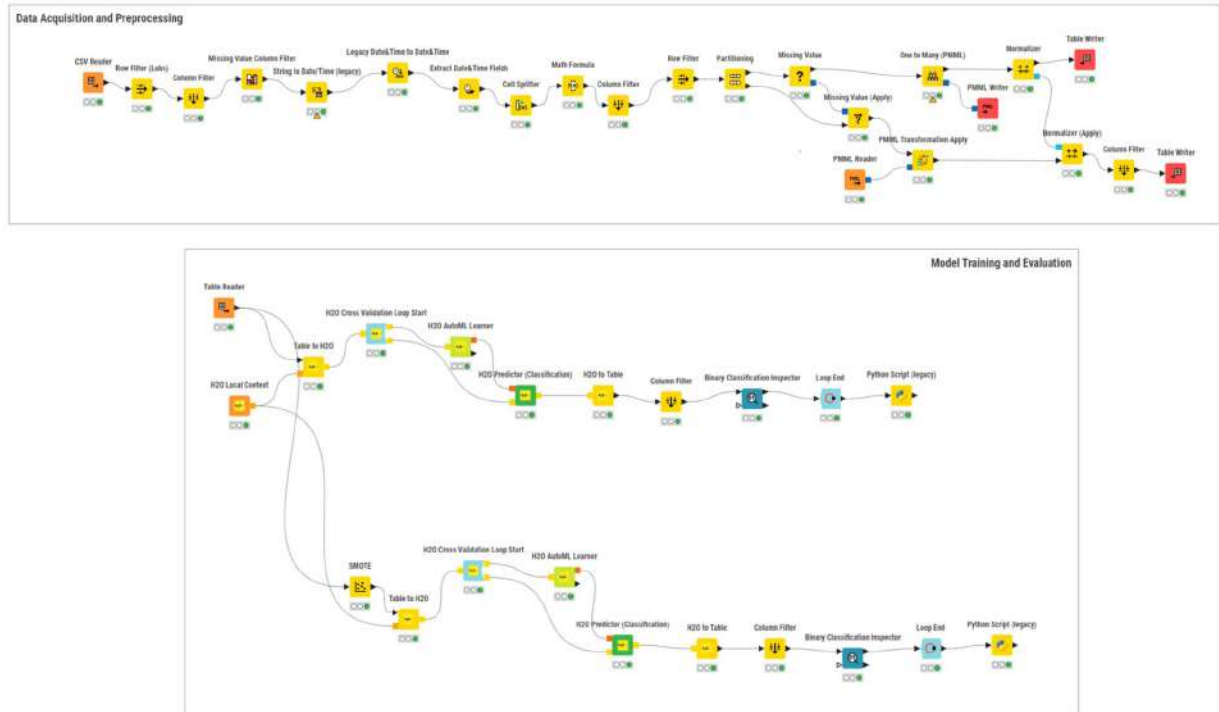 Data Acquisition and Preprocessing
CSV Reader
Row Filter (Labs)
Column Filter
Missing Value Column Filter
String to Date/Time (legacy)
Legacy Date&Time to Date&Time
Extract Date&Time Fields
Cell Splitter
Math Formula
Column Filter
Row Filter
Partitioning
Missing Value
Missing Value (Apply)
One to Many (PMML)
PMML Writer
Normalizer
Table Writer
PMML Reader
PMML Transformation Apply
Normalizer (Apply)
Column Filter
Table Writer
Model Training and Evaluation
Table Reader
H2O Local Context
Table to H2O
H2O Cross Validation Loop Start
H2O AutoML Learner
H2O Predictor (Classification)
H2O to Table
Column Filter
Binary Classification Inspector
Loop End
Python Script (legacy)
SMOTE
Table to H2O
H2O Cross Validation Loop Start
H2O AutoML Learner
H2O Predictor (Classification)
H2O to Table
Column Filter
Binary Classification Inspector
Loop End
Python Script (legacy)